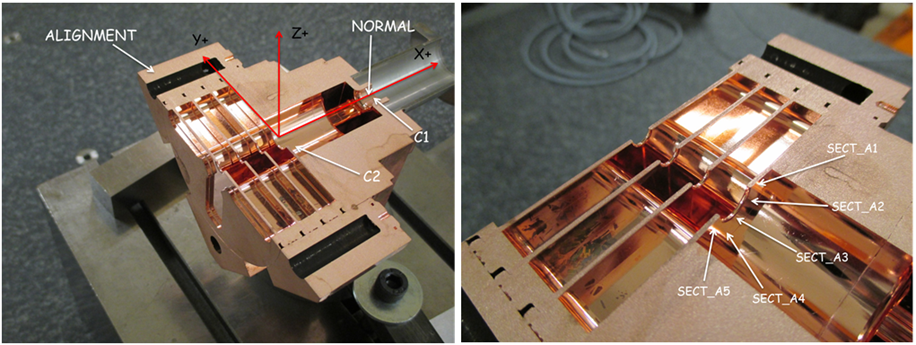 ALIGNMENT
Y+
Z+
NORMAL
X+
C1
C2
SECT_A1
SECT_A2
SECT_A3
SECT_A4
SECT_A5